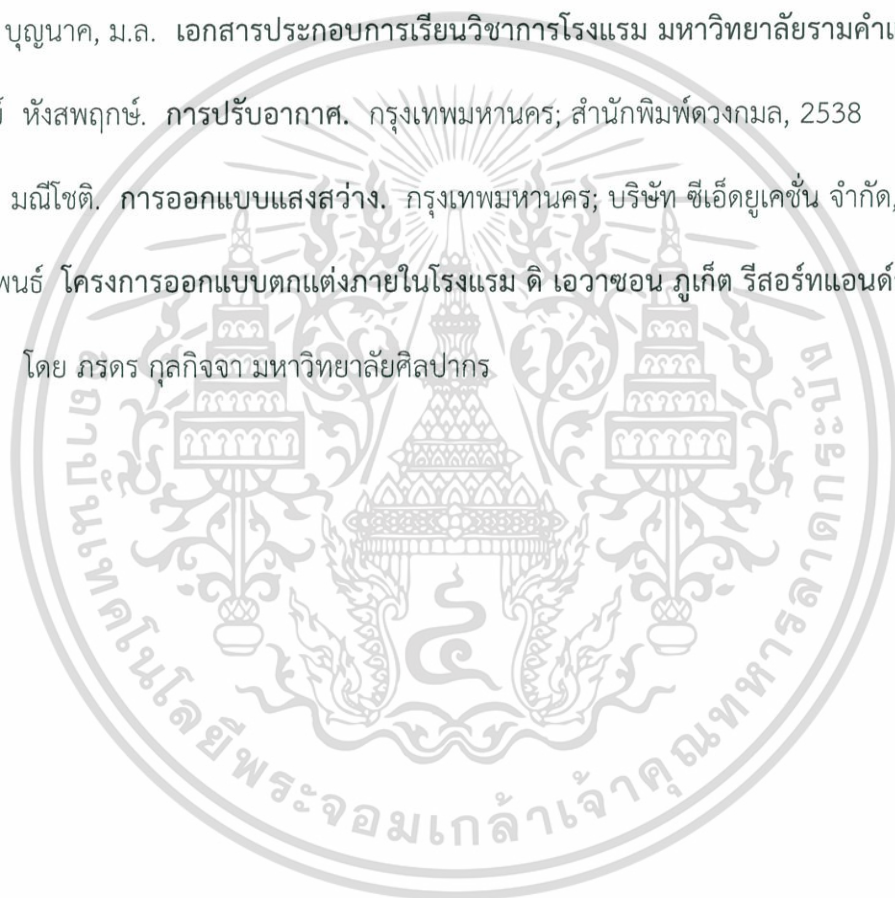 บุญนาค, ม.ล. เอกสารประกอบการเรียนวิชาการโรงแรม มหาวิทยาลัยรามคำแ
หังสพฤกษ์. การปรับอากาศ. กรุงเทพมหานคร; สำนักพิมพ์ดวงกมล, 2538
มณีโชติ. การออกแบบแสงสว่าง. กรุงเทพมหานคร; บริษัท ซีเอ็ดยูเคชั่น จำกัด,
พนธ์ โครงการออกแบบตกแต่งภายในโรงแรม ดิ เอวาซอน ภูเก็ต รีสอร์ทแอนด์
โดย ภรดร กุลกิจจา มหาวิทยาลัยศิลปากร
สถาบันเทคโนโลยีพระจอมเกล้าเจ้าคุณทหารลาดกระบัง